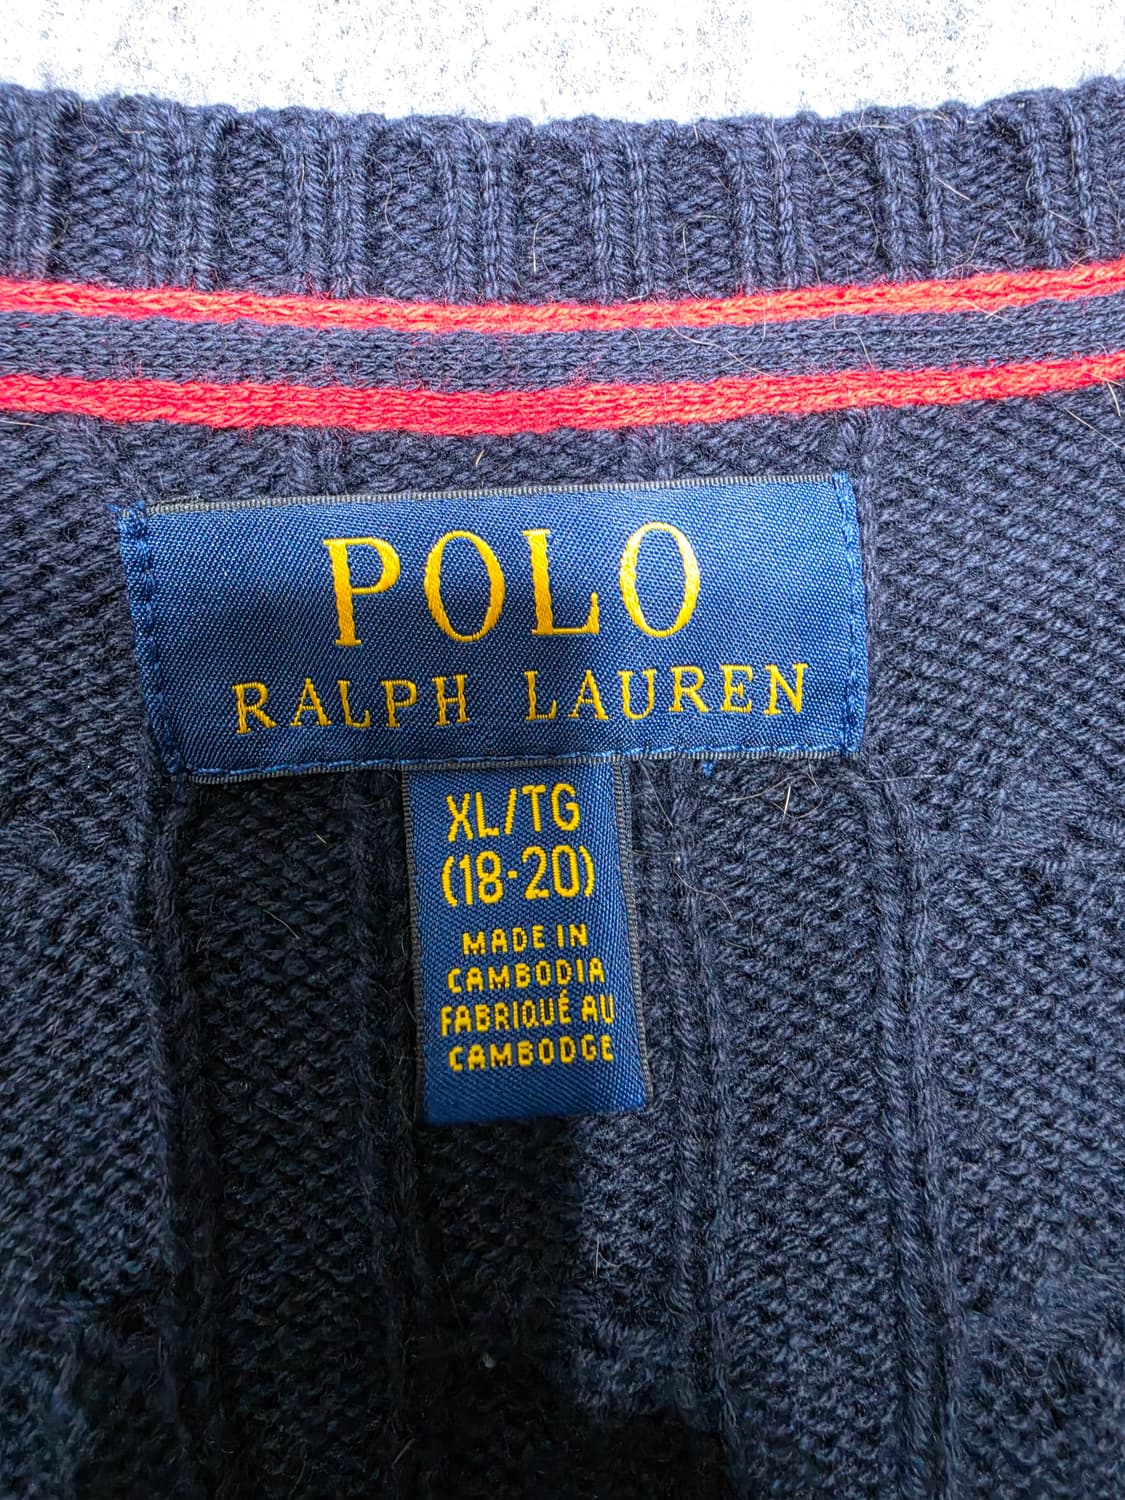 POLO
RALPH LAUREN
XL/TG
(18-20)
MADE IN
CAMBODIA
FABRIQUÉ AU
CAMBODGE